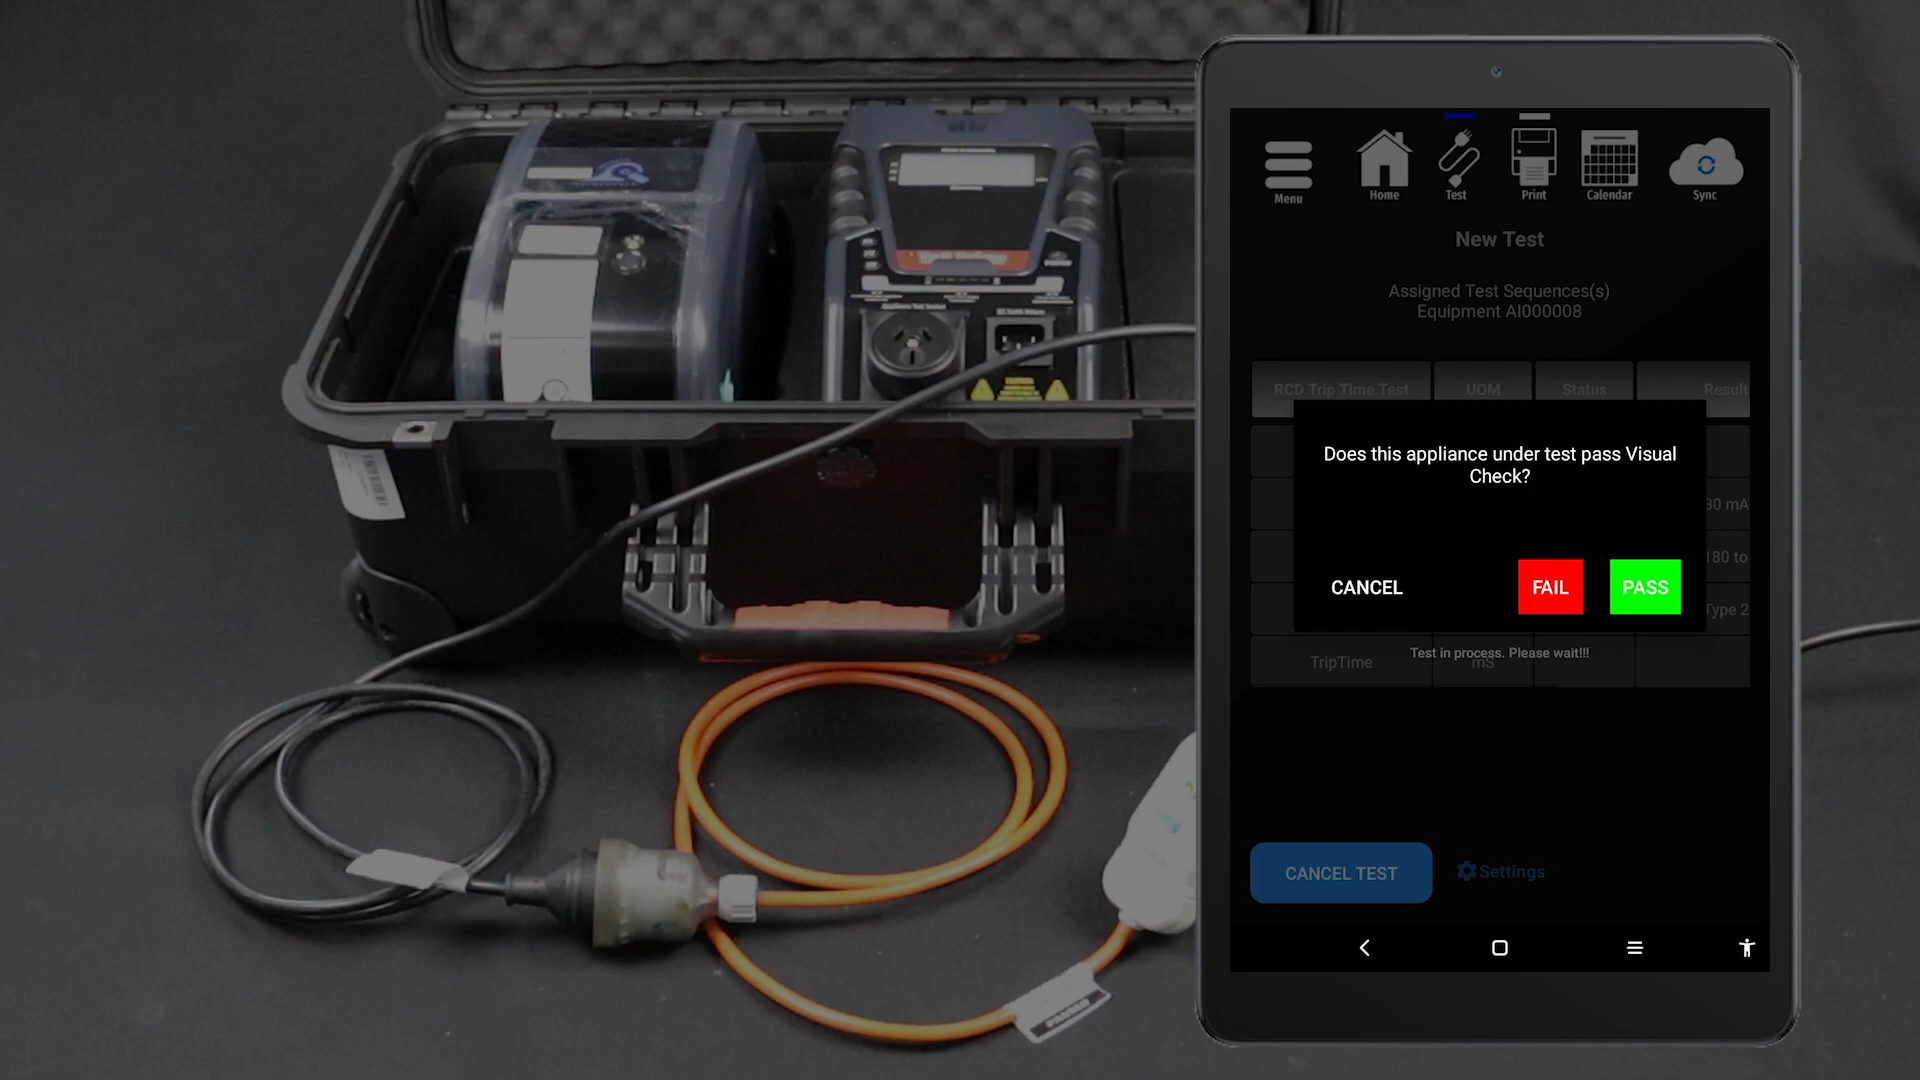 Menu
Home
Test
Print
Calendar
Sync
New Test
Assigned Test Sequences(s)
Equipment AI000008
RCD Trip Time Test UOM Status Result
Does this appliance under test pass Visual
Check?
30 mA
180 to
CANCEL FAIL PASS
Type 2
Test in process. Please wait!!!
TripTime mS
CANCEL TEST Settings
CAUTION